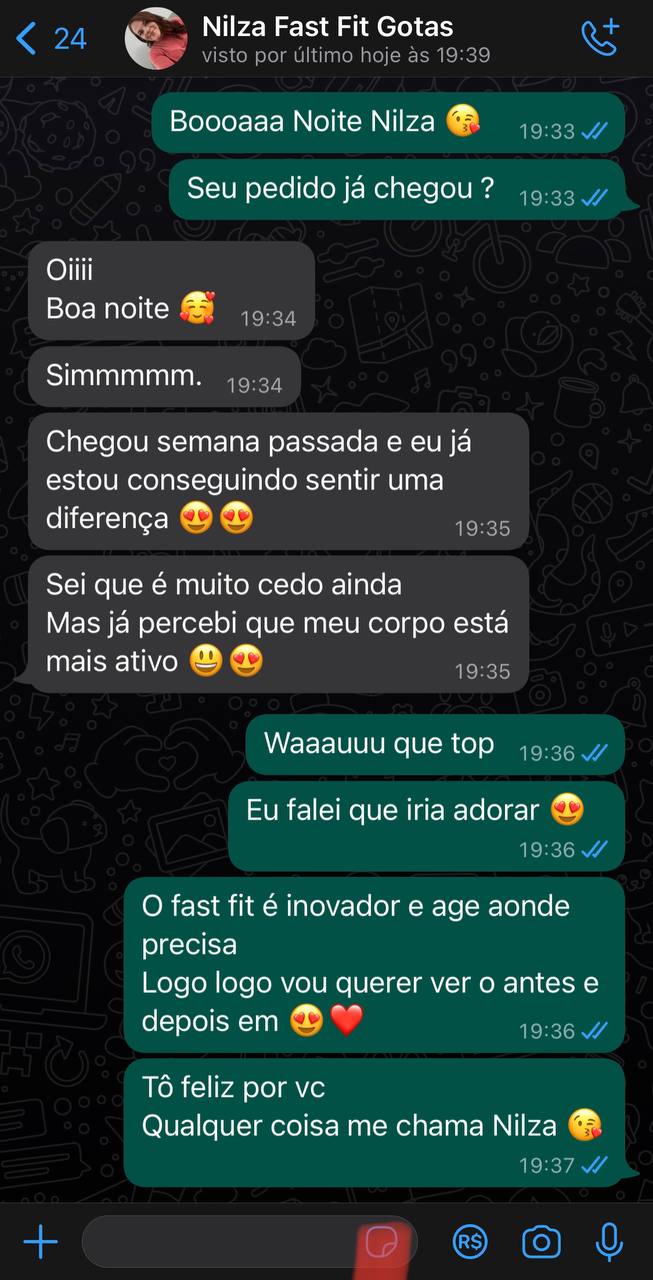 24
Nilza Fast Fit Gotas
visto por último hoje às 19:39
Boooaaa Noite Nilza 😘 19:33
Seu pedido já chegou ? 19:33
Oiiii
Boa noite 🥰 19:34
Simmmmm. 19:34
Chegou semana passada e eu já
estou conseguindo sentir uma
diferença 😍😍 19:35
Sei que é muito cedo ainda
Mas já percebi que meu corpo está
mais ativo 😃😍 19:35
Waaauuu que top 19:36
Eu falei que iria adorar 😍
19:36
O fast fit é inovador e age aonde
precisa
Logo logo vou querer ver o antes e
depois em 😍❤️ 19:36
Tô feliz por vc
Qualquer coisa me chama Nilza 😘
19:37
R$